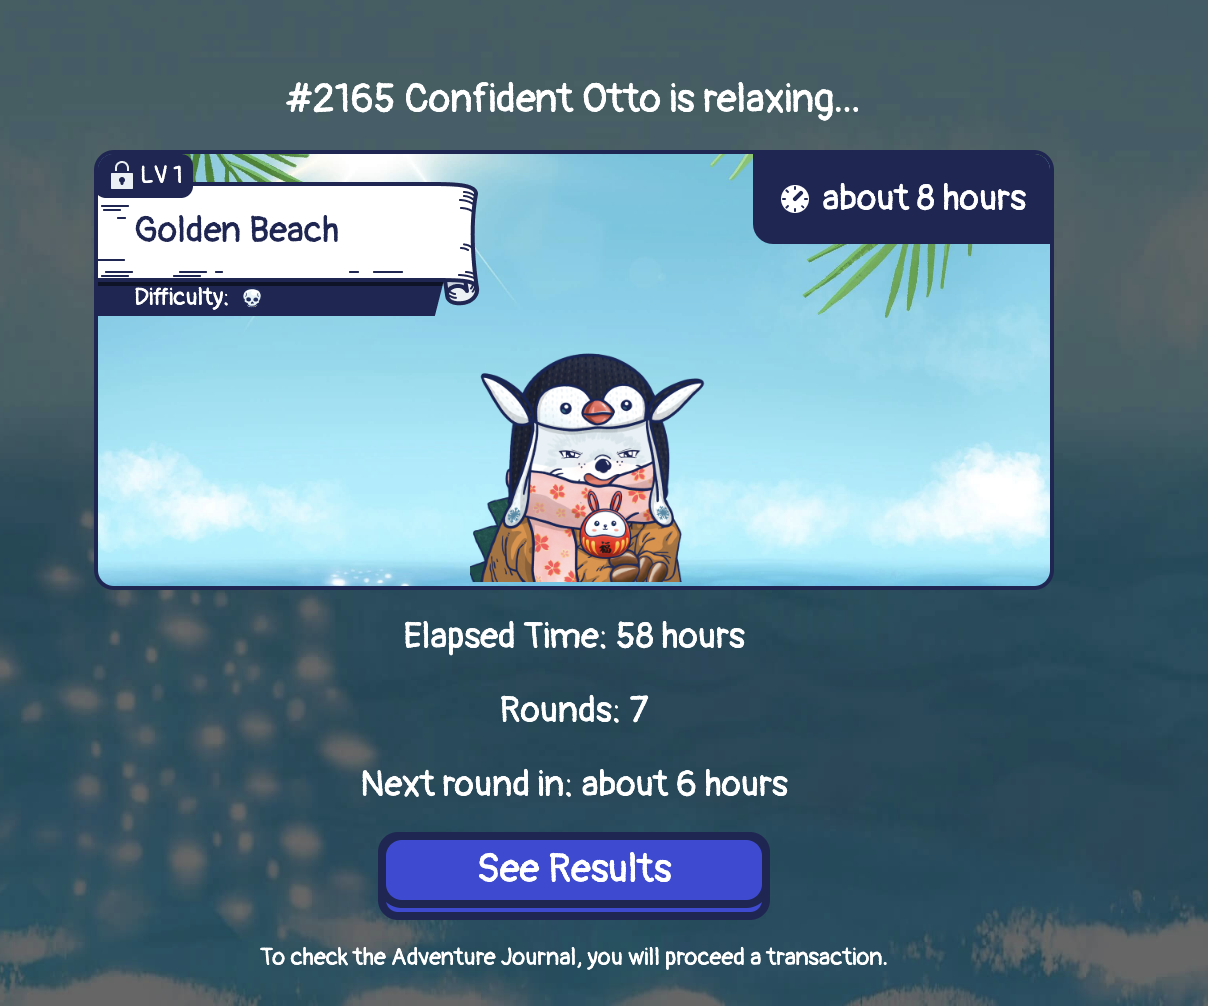 #2165 Confident Otto is relaxing...
LV 1
about 8 hours
Golden Beach
Difficulty:
福
Elapsed Time: 58 hours
Rounds: 7
Next round in: about 6 hours
See Results
To check the Adventure Journal, you will proceed a transaction.